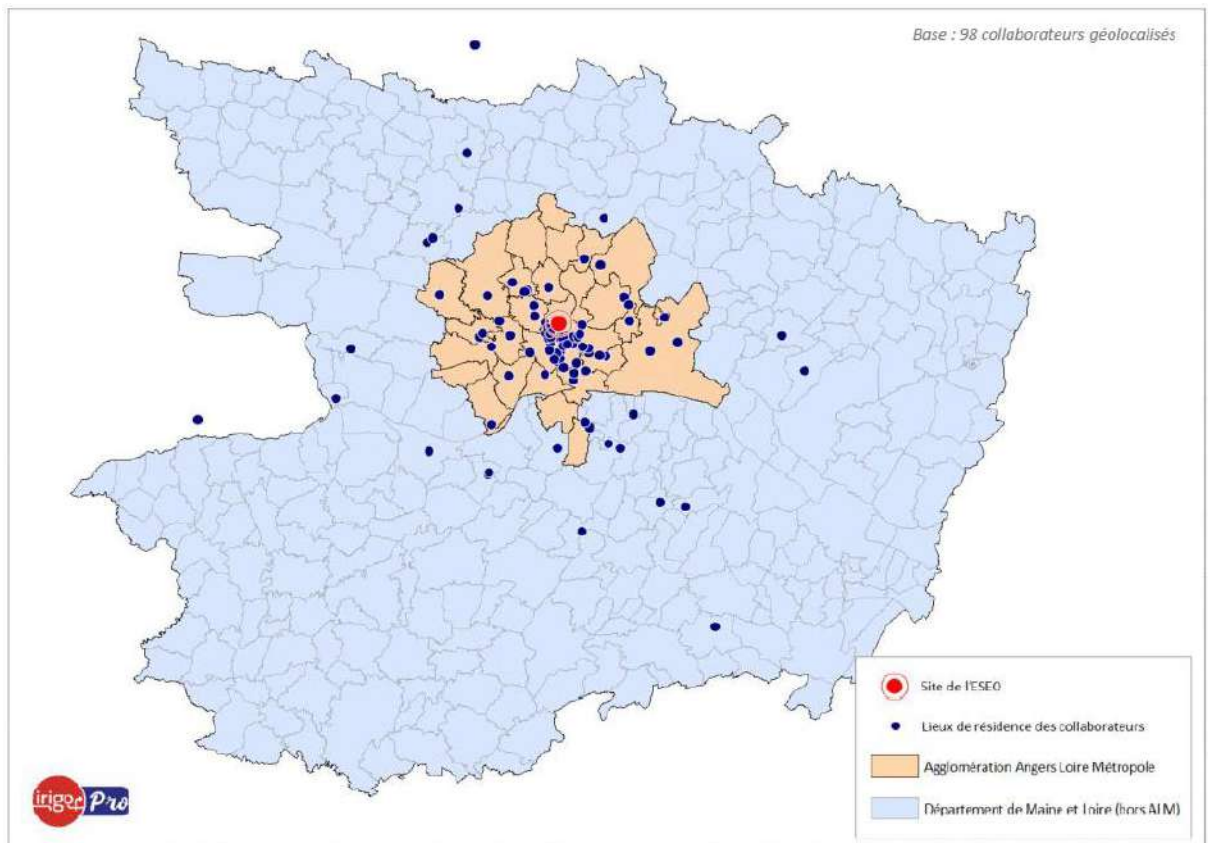 Base : 98 collaborateurs géolocalisés
Site de l'ESEO
Lieux de résidence des collaborateurs
Agglomération Angers Loire Métropole
Département de Maine et Loire (hors ALM)
irigo Pro